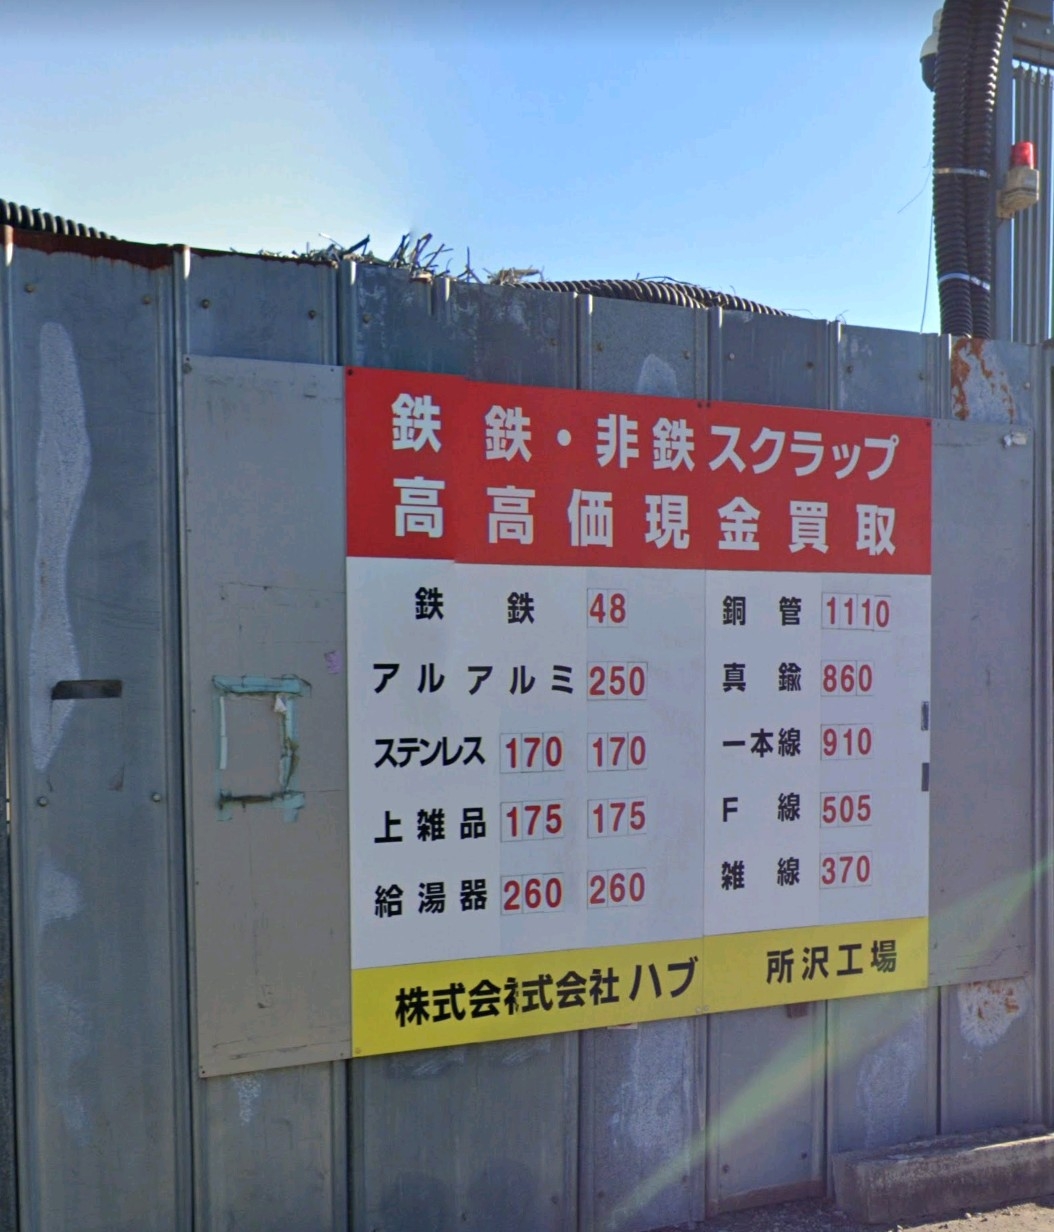 鉄 鉄・非鉄スクラップ
高 高価現金買取
鉄 鉄 48 銅管 1110
アル アルミ 250 真鍮 860
ステンレス 170 170 一本線 910
上雑品 175 175 F線 505
給湯器 260 260 雑線 370
株式会式会社ハブ 所沢工場